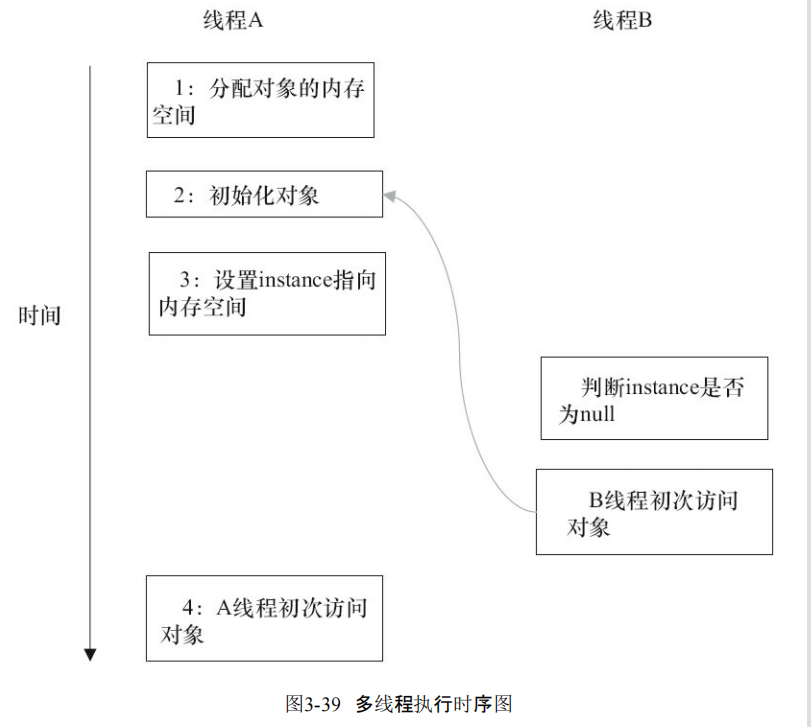 线程A
线程B
1：分配对象的内存
空间
2：初始化对象
3：设置instance指向
内存空间
时间
判断instance是否
为null
B线程初次访问
对象
4：A线程初次访问
对象
图3-39 多线程执行时序图